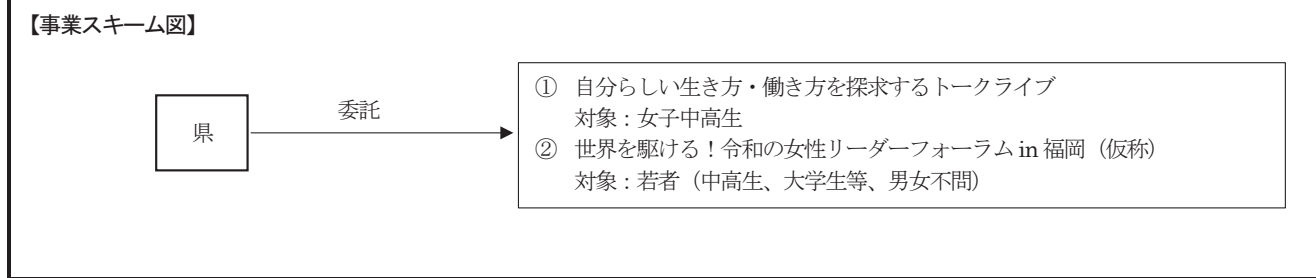 【事業スキーム図】
県
委託
① 自分らしい生き方・働き方を探求するトークライブ
対象：女子中高生
② 世界を駆ける！令和の女性リーダーフォーラム in 福岡（仮称）
対象：若者（中高生、大学生等、男女不問）